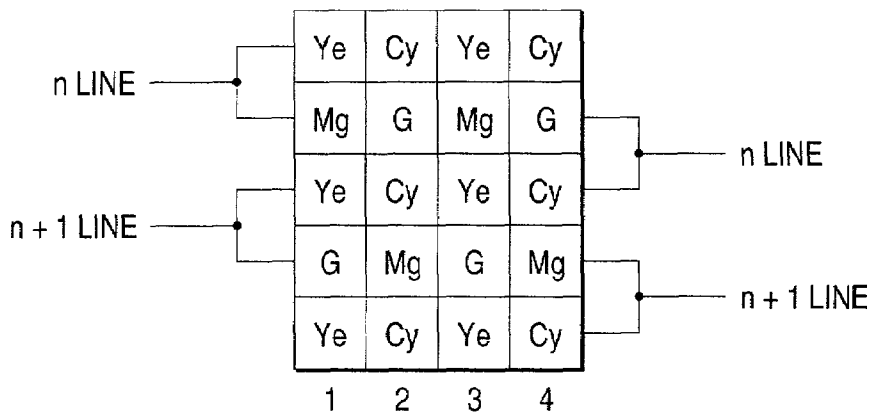 Ye Cy Ye Cy
n LINE
Mg G Mg G
n LINE
Ye Cy Ye Cy
n + 1 LINE
G Mg G Mg
n + 1 LINE
Ye Cy Ye Cy
1 2 3 4